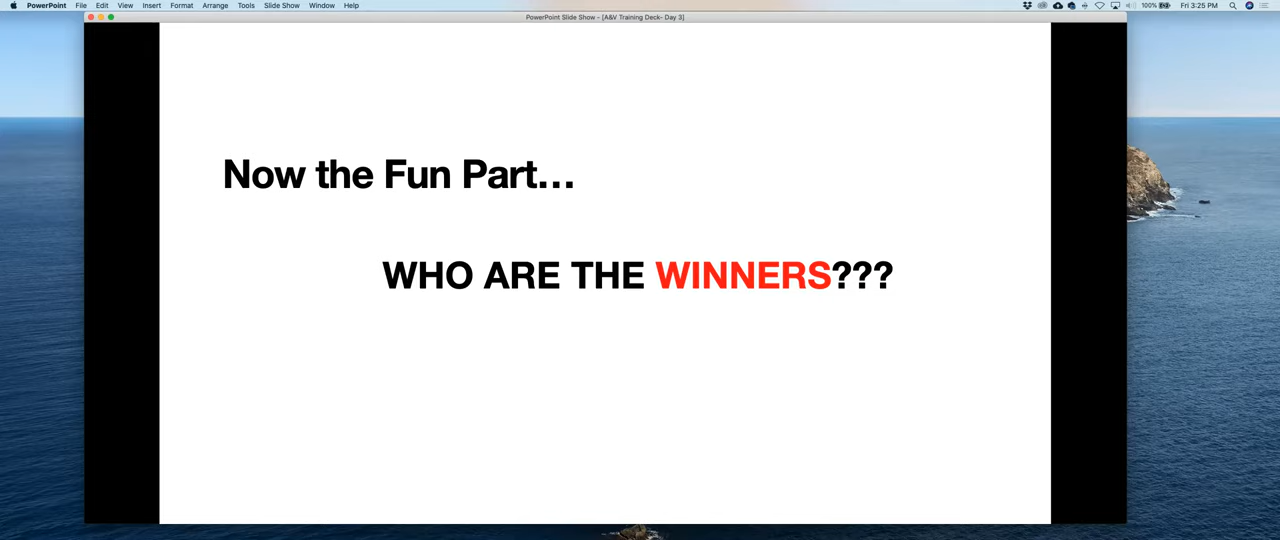 PowerPoint File Edit View Insert Format Arrange Tools Slide Show Window Help 100% Fri 3:25 PM
PowerPoint Slide Show - [A&V Training Deck- Day 3]
Now the Fun Part...
WHO ARE THE WINNERS???